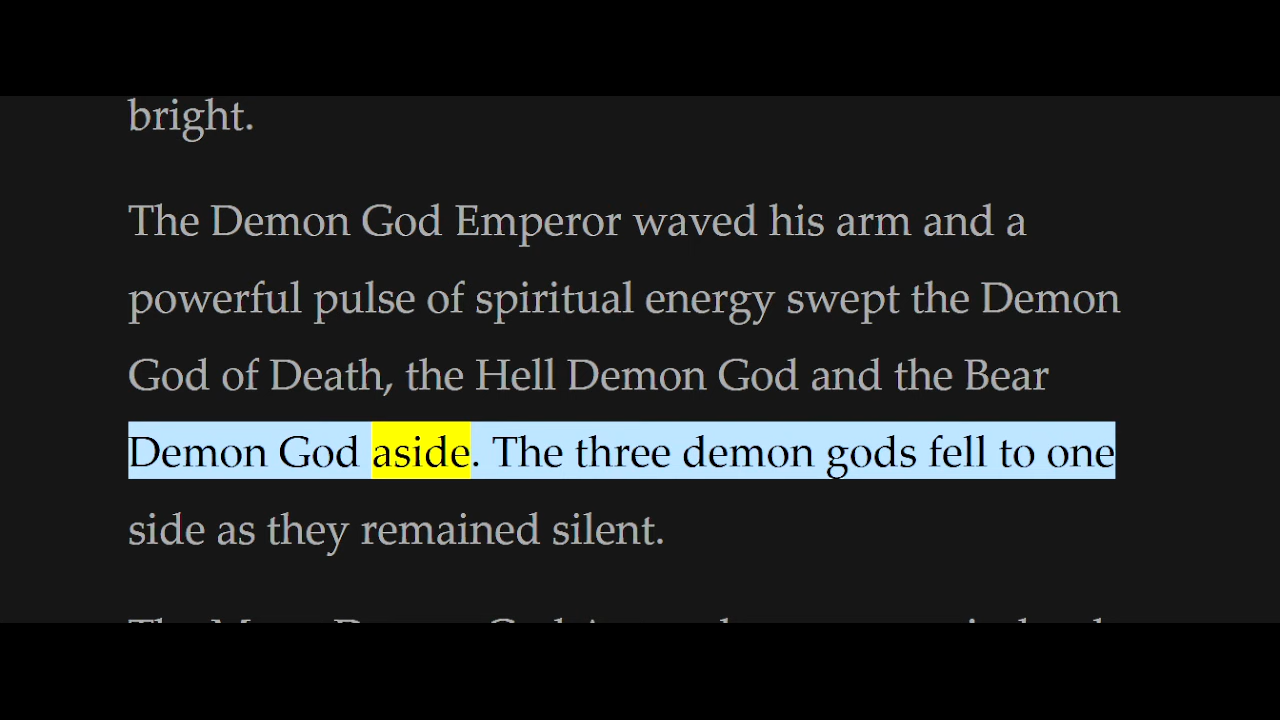 bright.
The Demon God Emperor waved his arm and a
powerful pulse of spiritual energy swept the Demon
God of Death, the Hell Demon God and the Bear
Demon God aside. The three demon gods fell to one
side as they remained silent.